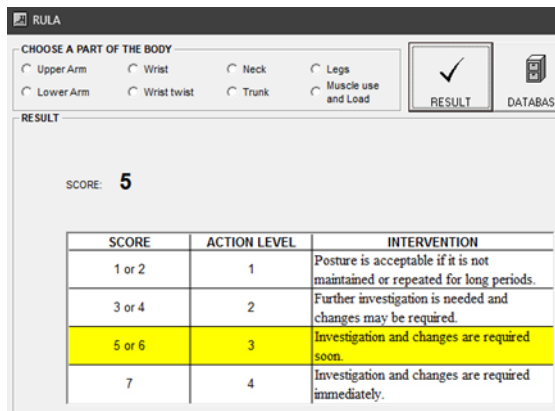 RULA
CHOOSE A PART OF THE BODY
Upper Arm Wrist Neck Legs
Lower Arm Wrist twist Trunk Muscle use
and Load
RESULT DATABAS
RESULT
SCORE: 5
SCORE ACTION LEVEL INTERVENTION
1 or 2 1 Posture is acceptable if it is not
maintained or repeated for long periods.
3 or 4 2 Further investigation is needed and
changes may be required.
5 or 6 3 Investigation and changes are required
soon.
7 4 Investigation and changes are required
immediately.